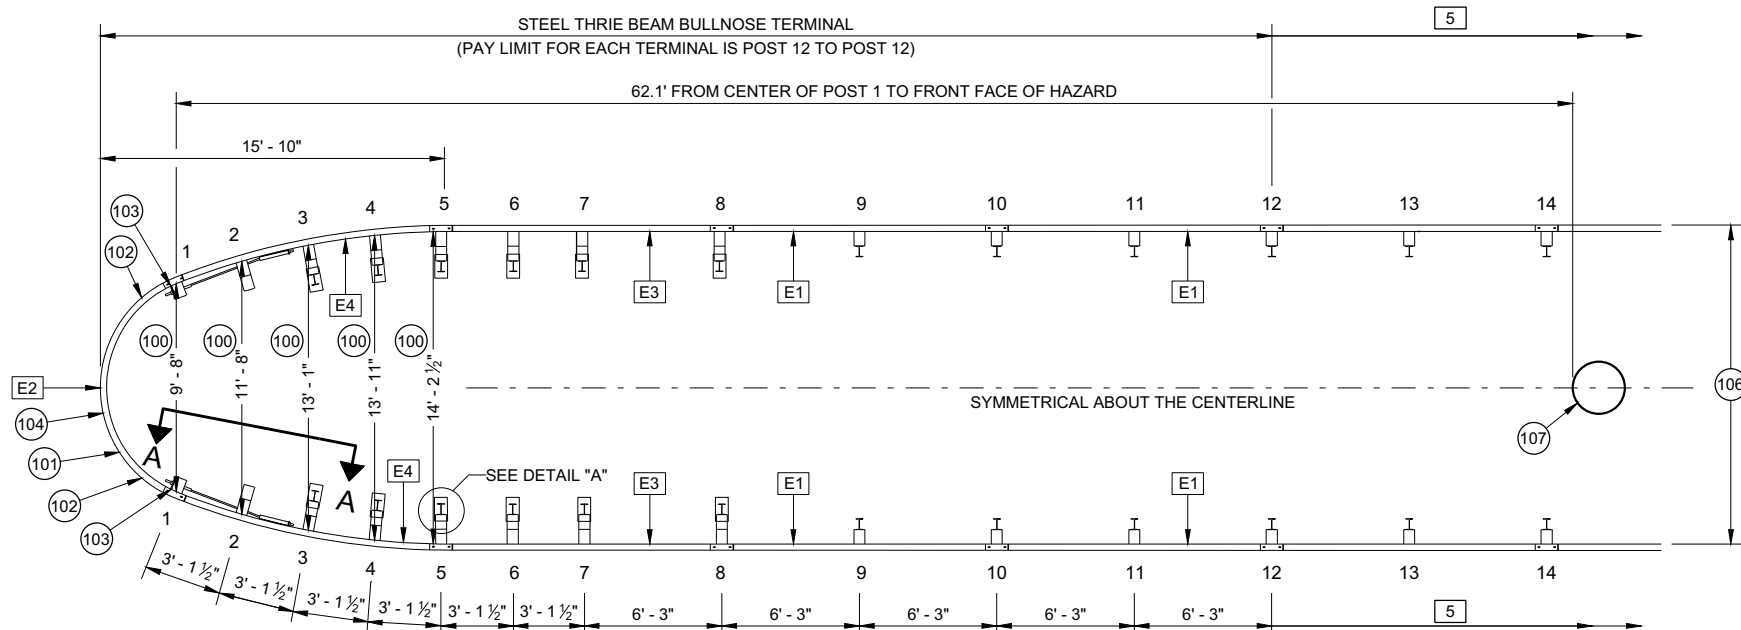 STEEL THRIE BEAM BULLNOSE TERMINAL
5
(PAY LIMIT FOR EACH TERMINAL IS POST 12 TO POST 12)
62.1' FROM CENTER OF POST 1 TO FRONT FACE OF HAZARD
15' - 10"
103
102
1
2
3
4
5
6
7
8
9
10
11
12
13
14
E4
E3
E1
E1
100
100
100
100
100
9' - 8"
11' - 8"
13' - 1"
13' - 11"
14' - 2 ½"
E2
104
101
102
103
A
A
SYMMETRICAL ABOUT THE CENTERLINE
106
107
E4
SEE DETAIL "A"
E3
E1
E1
1
2
3
4
5
6
7
8
9
10
11
12
13
14
3' - 1 ½"
3' - 1 ½"
3' - 1 ½"
3' - 1 ½"
3' - 1 ½"
3' - 1 ½"
6' - 3"
6' - 3"
6' - 3"
6' - 3"
6' - 3"
5